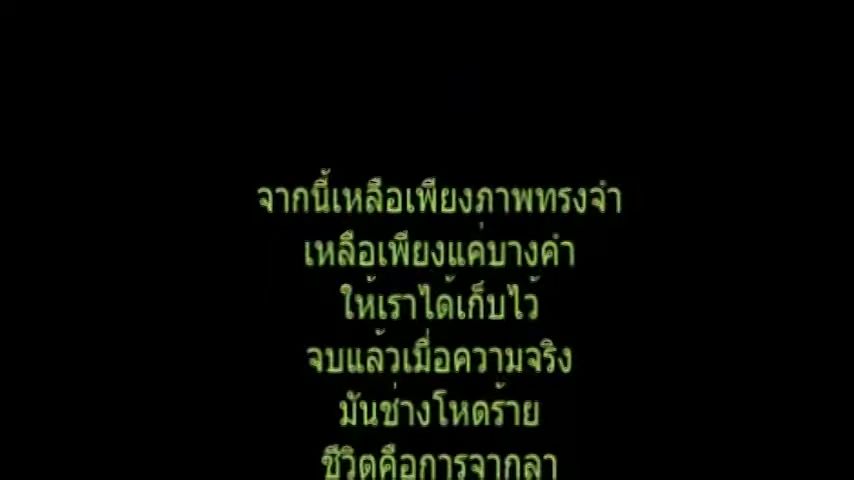 จากนี้เหลือเพียงภาพทรงจำ
เหลือเพียงแค่บางคำ
ให้เราได้เก็บไว้
จบแล้วเมื่อความจริง
มันช่างโหดร้าย
ชีวิตคือการจากลา